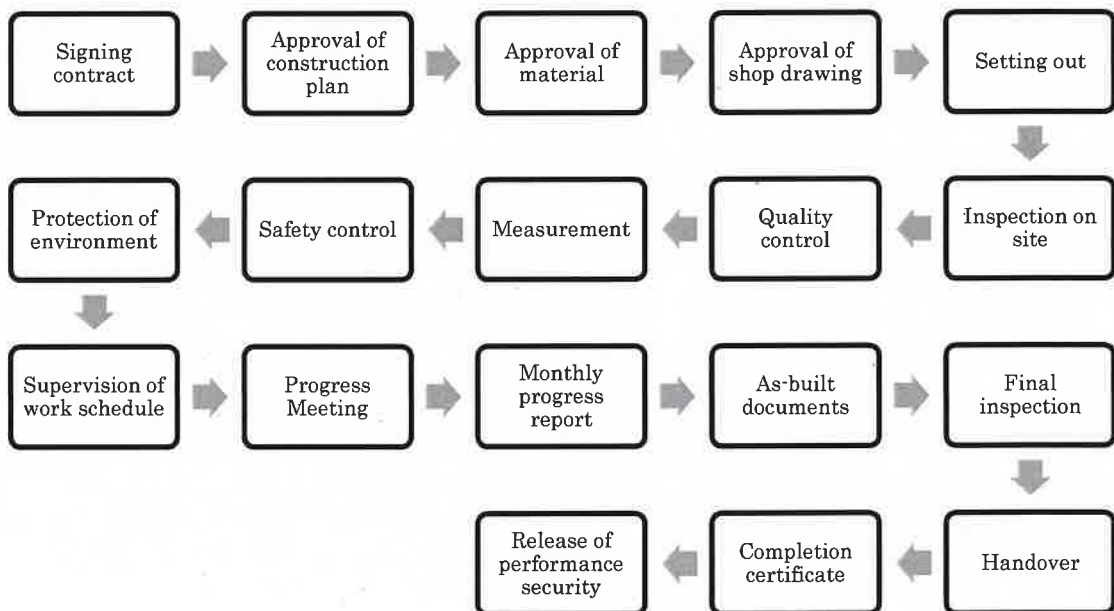 Signing
contract
Approval of
construction
plan
Approval of
material
Approval of
shop drawing
Setting out
Inspection on
site
Quality
control
Measurement
Safety control
Protection of
environment
Supervision of
work schedule
Progress
Meeting
Monthly
progress
report
As-built
documents
Final
inspection
Handover
Completion
certificate
Release of
performance
security